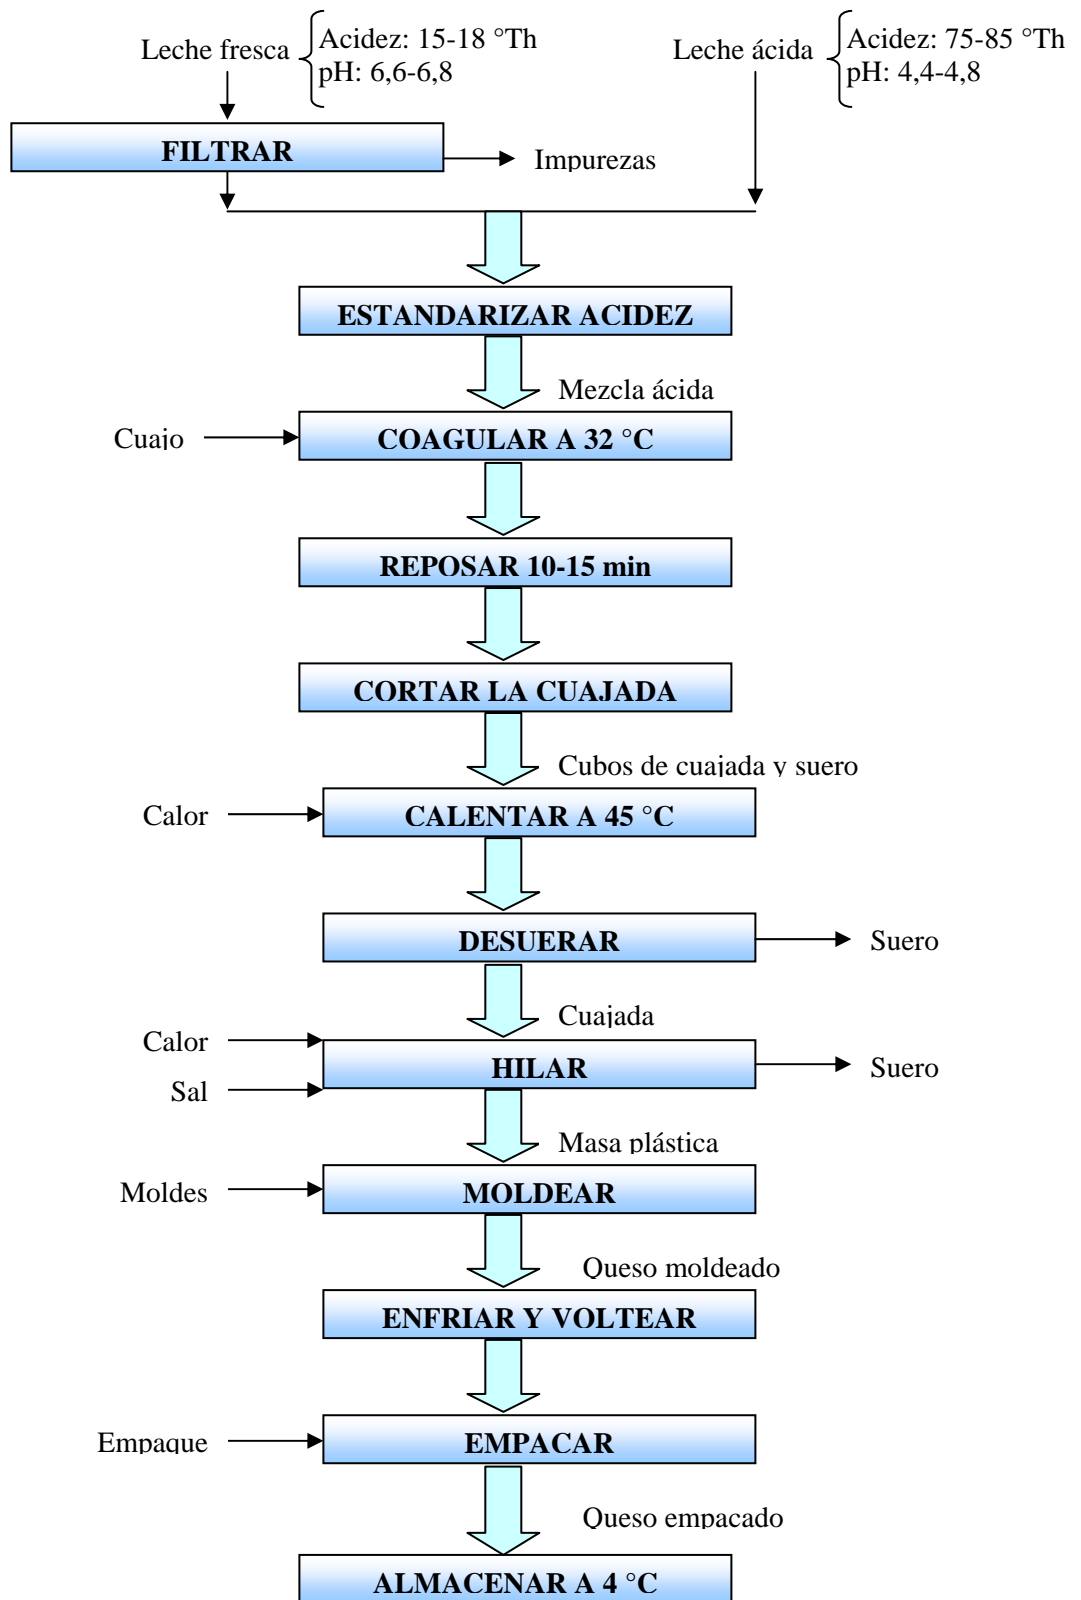 Leche fresca
Acidez: 15-18 °Th
pH: 6,6-6,8
Leche ácida
Acidez: 75-85 °Th
pH: 4,4-4,8
FILTRAR
Impurezas
ESTANDARIZAR ACIDEZ
Mezcla ácida
Cuajo
COAGULAR A 32 °C
REPOSAR 10-15 min
CORTAR LA CUAJADA
Cubos de cuajada y suero
Calor
CALENTAR A 45 °C
DESUERAR
Suero
Cuajada
Calor
Sal
HILAR
Suero
Masa plástica
Moldes
MOLDEAR
Queso moldeado
ENFRIAR Y VOLTEAR
Empaque
EMPACAR
Queso empacado
ALMACENAR A 4 °C